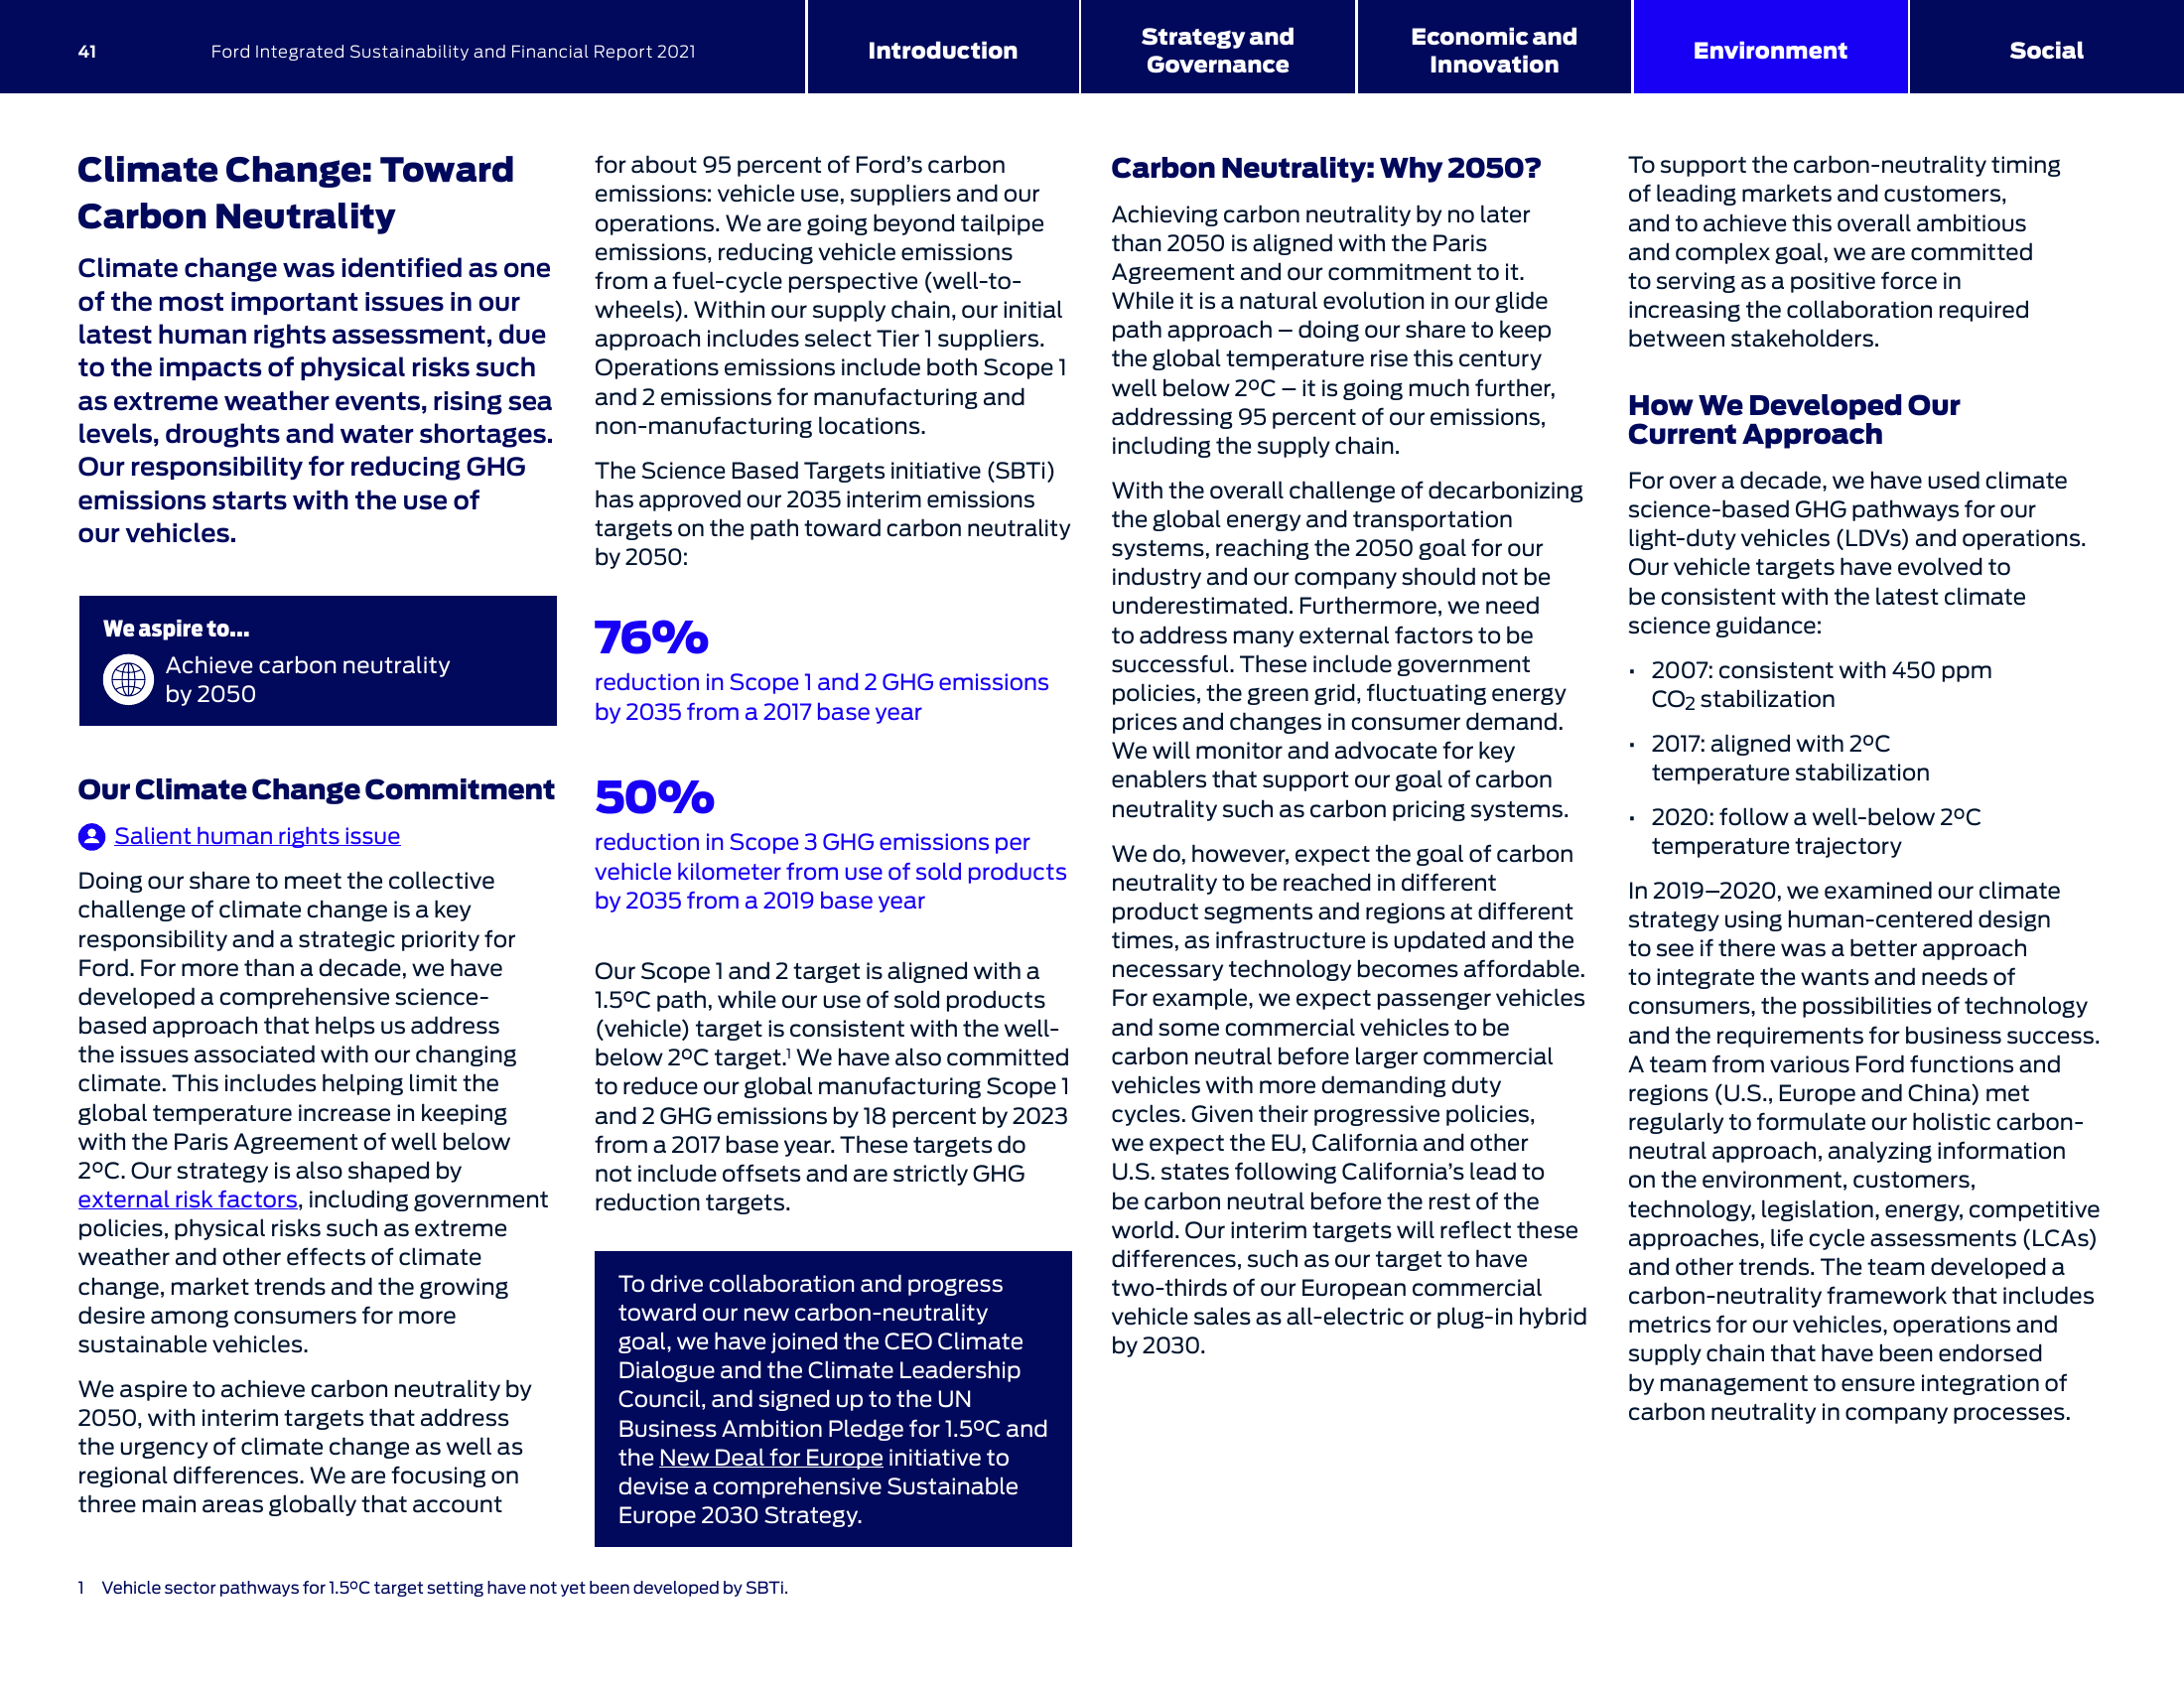 41
Ford Integrated Sustainability and Financial Report 2021
Introduction
Strategy and
Governance
Economic and
Innovation
Environment
Social
Climate Change: Toward
Carbon Neutrality
Climate change was identified as one
of the most important issues in our
latest human rights assessment, due
to the impacts of physical risks such
as extreme weather events, rising sea
levels, droughts and water shortages.
Our responsibility for reducing GHG
emissions starts with the use of
our vehicles.
We aspire to...
Achieve carbon neutrality
by 2050
Our Climate Change Commitment
Salient human rights issue
Doing our share to meet the collective
challenge of climate change is a key
responsibility and a strategic priority for
Ford. For more than a decade, we have
developed a comprehensive science-
based approach that helps us address
the issues associated with our changing
climate. This includes helping limit the
global temperature increase in keeping
with the Paris Agreement of well below
2ºC. Our strategy is also shaped by
external risk factors, including government
policies, physical risks such as extreme
weather and other effects of climate
change, market trends and the growing
desire among consumers for more
sustainable vehicles.
We aspire to achieve carbon neutrality by
2050, with interim targets that address
the urgency of climate change as well as
regional differences. We are focusing on
three main areas globally that account
for about 95 percent of Ford’s carbon
emissions: vehicle use, suppliers and our
operations. We are going beyond tailpipe
emissions, reducing vehicle emissions
from a fuel-cycle perspective (well-to-
wheels). Within our supply chain, our initial
approach includes select Tier 1 suppliers.
Operations emissions include both Scope 1
and 2 emissions for manufacturing and
non-manufacturing locations.
The Science Based Targets initiative (SBTi)
has approved our 2035 interim emissions
targets on the path toward carbon neutrality
by 2050:
76%
reduction in Scope 1 and 2 GHG emissions
by 2035 from a 2017 base year
50%
reduction in Scope 3 GHG emissions per
vehicle kilometer from use of sold products
by 2035 from a 2019 base year
Our Scope 1 and 2 target is aligned with a
1.5ºC path, while our use of sold products
(vehicle) target is consistent with the well-
below 2ºC target.¹ We have also committed
to reduce our global manufacturing Scope 1
and 2 GHG emissions by 18 percent by 2023
from a 2017 base year. These targets do
not include offsets and are strictly GHG
reduction targets.
To drive collaboration and progress
toward our new carbon-neutrality
goal, we have joined the CEO Climate
Dialogue and the Climate Leadership
Council, and signed up to the UN
Business Ambition Pledge for 1.5ºC and
the New Deal for Europe initiative to
devise a comprehensive Sustainable
Europe 2030 Strategy.
Carbon Neutrality: Why 2050?
Achieving carbon neutrality by no later
than 2050 is aligned with the Paris
Agreement and our commitment to it.
While it is a natural evolution in our glide
path approach – doing our share to keep
the global temperature rise this century
well below 2ºC – it is going much further,
addressing 95 percent of our emissions,
including the supply chain.
With the overall challenge of decarbonizing
the global energy and transportation
systems, reaching the 2050 goal for our
industry and our company should not be
underestimated. Furthermore, we need
to address many external factors to be
successful. These include government
policies, the green grid, fluctuating energy
prices and changes in consumer demand.
We will monitor and advocate for key
enablers that support our goal of carbon
neutrality such as carbon pricing systems.
We do, however, expect the goal of carbon
neutrality to be reached in different
product segments and regions at different
times, as infrastructure is updated and the
necessary technology becomes affordable.
For example, we expect passenger vehicles
and some commercial vehicles to be
carbon neutral before larger commercial
vehicles with more demanding duty
cycles. Given their progressive policies,
we expect the EU, California and other
U.S. states following California’s lead to
be carbon neutral before the rest of the
world. Our interim targets will reflect these
differences, such as our target to have
two-thirds of our European commercial
vehicle sales as all-electric or plug-in hybrid
by 2030.
To support the carbon-neutrality timing
of leading markets and customers,
and to achieve this overall ambitious
and complex goal, we are committed
to serving as a positive force in
increasing the collaboration required
between stakeholders.
How We Developed Our
Current Approach
For over a decade, we have used climate
science-based GHG pathways for our
light-duty vehicles (LDVs) and operations.
Our vehicle targets have evolved to
be consistent with the latest climate
science guidance:
· 2007: consistent with 450 ppm
CO₂ stabilization
· 2017: aligned with 2ºC
temperature stabilization
· 2020: follow a well-below 2ºC
temperature trajectory
In 2019–2020, we examined our climate
strategy using human-centered design
to see if there was a better approach
to integrate the wants and needs of
consumers, the possibilities of technology
and the requirements for business success.
A team from various Ford functions and
regions (U.S., Europe and China) met
regularly to formulate our holistic carbon-
neutral approach, analyzing information
on the environment, customers,
technology, legislation, energy, competitive
approaches, life cycle assessments (LCAs)
and other trends. The team developed a
carbon-neutrality framework that includes
metrics for our vehicles, operations and
supply chain that have been endorsed
by management to ensure integration of
carbon neutrality in company processes.
1 Vehicle sector pathways for 1.5ºC target setting have not yet been developed by SBTi.